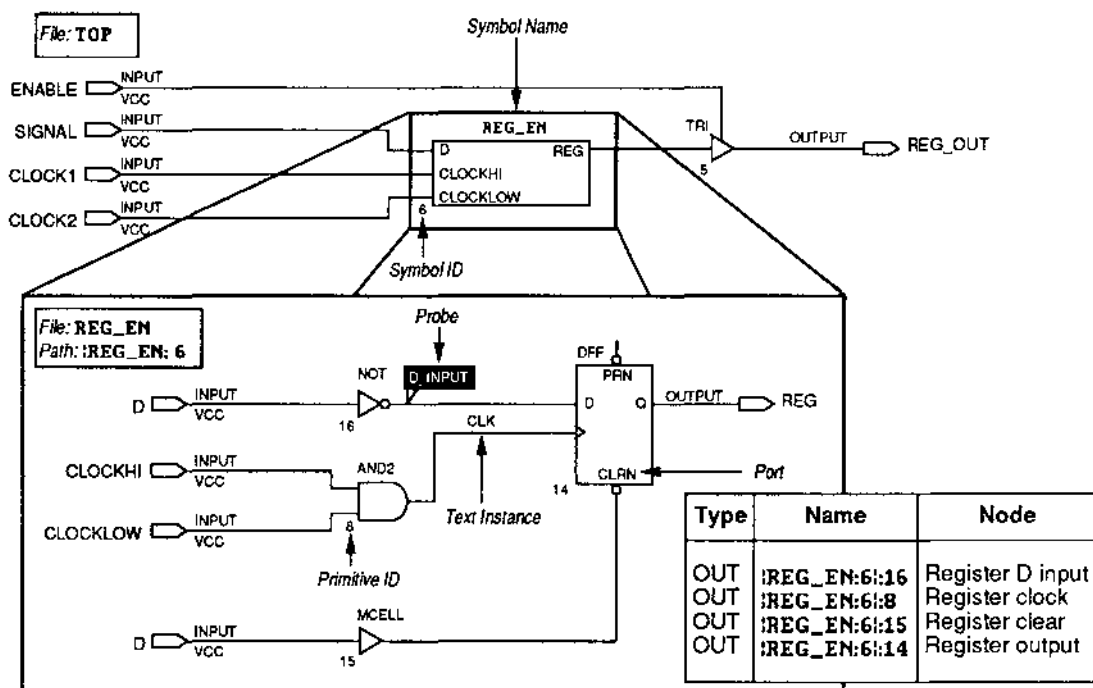 File: TOP
Symbol Name
ENABLE
INPUT
VCC
SIGNAL
INPUT
VCC
CLOCK1
INPUT
VCC
CLOCK2
INPUT
VCC
REG_EN
D
REG
CLOCKHI
CLOCKLOW
6
TRI
5
OUTPUT
REG_OUT
Symbol ID
File: REG_EN
Path: |REG_EN: 6
Probe
D_INPUT
D
INPUT
VCC
NOT
16
DFF
PRN
D
Q
CLRN
14
OUTPUT
REG
CLK
Text Instance
Port
CLOCKHI
INPUT
VCC
CLOCKLOW
INPUT
VCC
AND2
8
Primitive ID
D
INPUT
VCC
MCELL
15
Type Name Node
OUT |REG_EN:6|:16 Register D input
OUT |REG_EN:6|:8 Register clock
OUT |REG_EN:6|:15 Register clear
OUT |REG_EN:6|:14 Register output